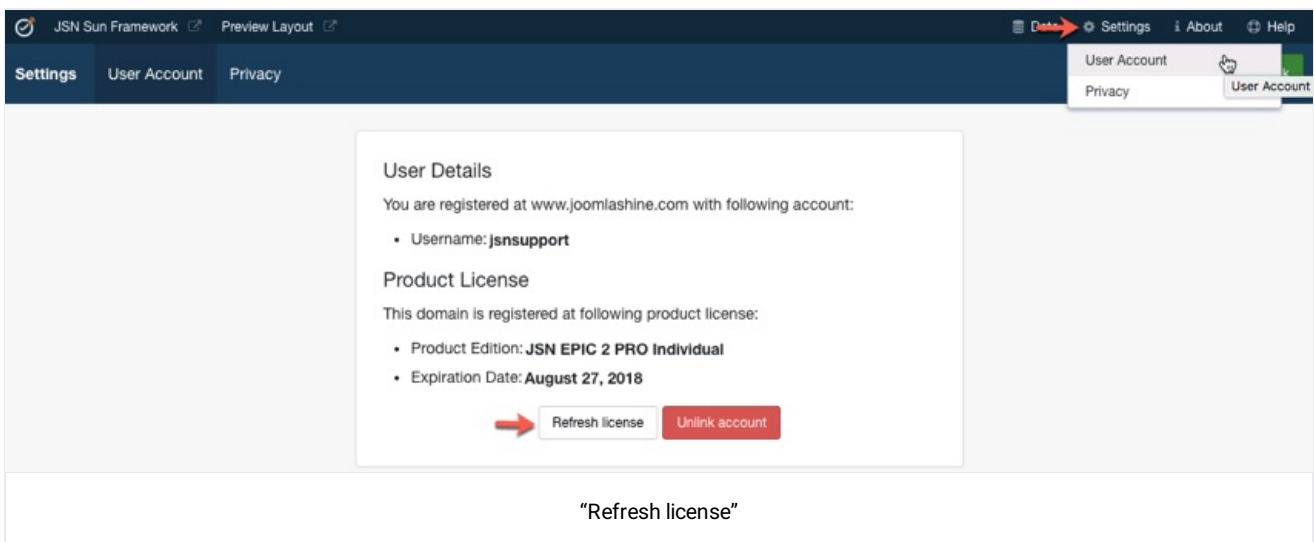 JSN Sun Framework Preview Layout Settings About Help
Settings User Account Privacy
User Account
Privacy
User Account
User Details
You are registered at www.joomlashine.com with following account:
• Username: jsnsupport
Product License
This domain is registered at following product license:
• Product Edition: JSN EPIC 2 PRO Individual
• Expiration Date: August 27, 2018
Refresh license Unlink account
“Refresh license”